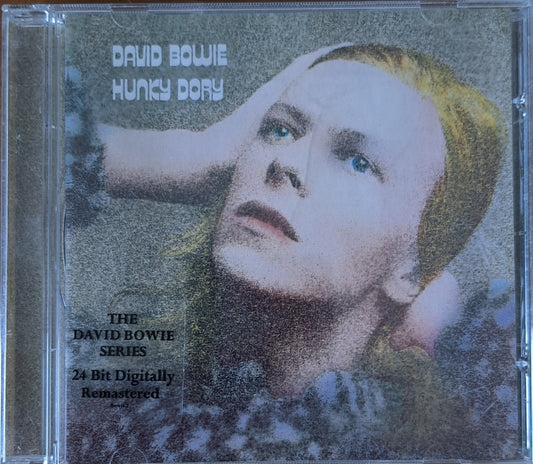 DAVID BOWIE
HUNKY DORY
THE
DAVID BOWIE
SERIES
24 Bit Digitally
Remastered